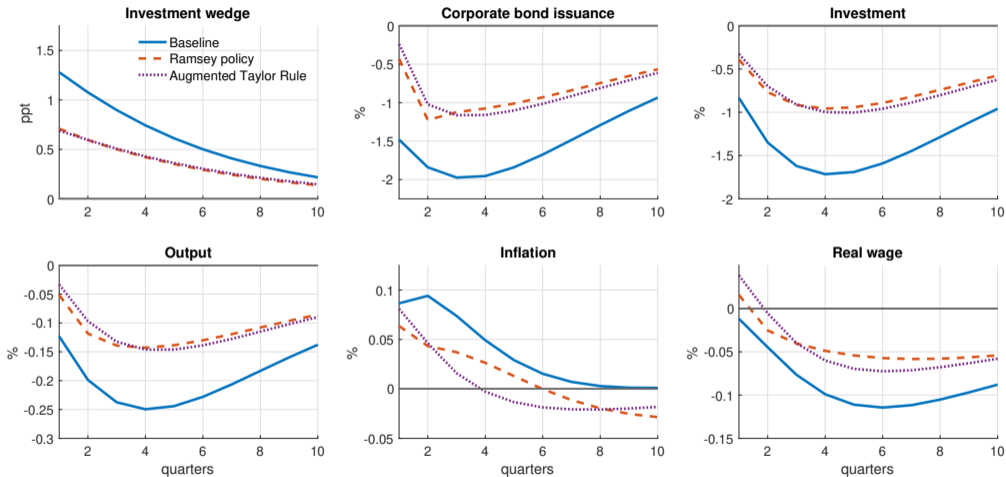 Investment wedge
1.5
1
0.5
0
ppt
2 4 6 8 10
Baseline
Ramsey policy
Augmented Taylor Rule
Corporate bond issuance
0
-0.5
-1
-1.5
-2
%
2 4 6 8 10
Investment
0
-0.5
-1
-1.5
-2
%
2 4 6 8 10
Output
0
-0.05
-0.1
-0.15
-0.2
-0.25
-0.3
%
2 4 6 8 10
quarters
Inflation
0.1
0.05
0
-0.05
%
2 4 6 8 10
quarters
Real wage
0
-0.05
-0.1
-0.15
%
2 4 6 8 10
quarters